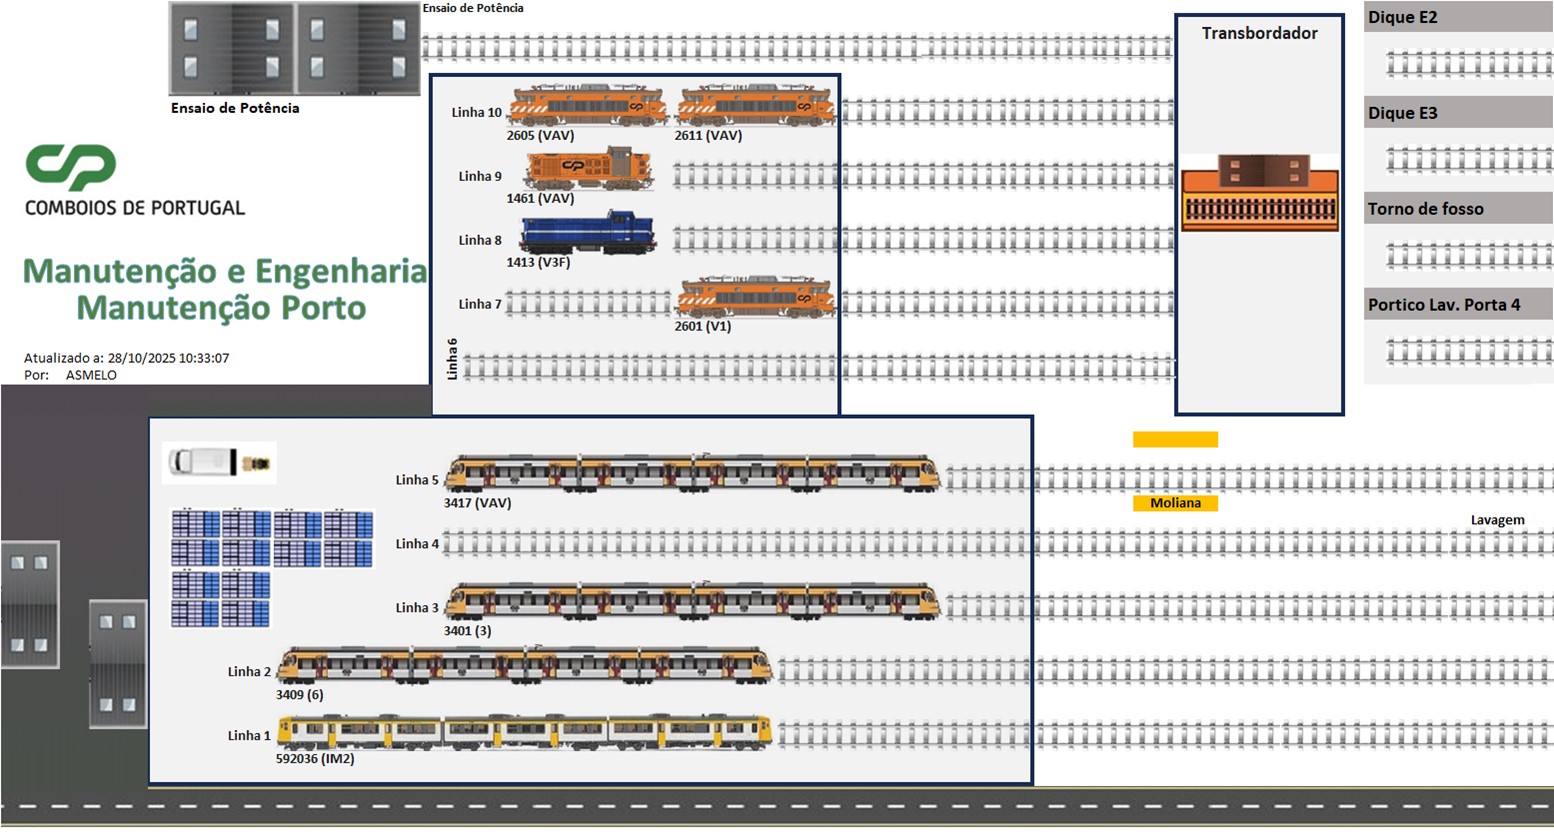 Ensaio de Potência
Ensaio de Potência
COMBOIOS DE PORTUGAL
Manutenção e Engenharia
Manutenção Porto
Atualizado a: 28/10/2025 10:33:07
Por: ASMELO
Linha 10
2605 (VAV) 2611 (VAV)
Linha 9
1461 (VAV)
Linha 8
1413 (V3F)
Linha 7
2601 (V1)
Linha 6
Transbordador
Dique E2
Dique E3
Torno de fosso
Portico Lav. Porta 4
Linha 5
3417 (VAV)
Moliana
Lavagem
Linha 4
Linha 3
3401 (3)
Linha 2
3409 (6)
Linha 1
592036 (IM2)